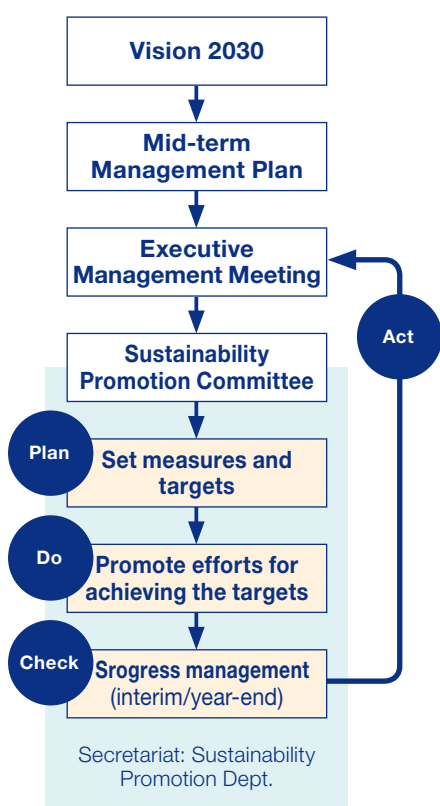 Vision 2030
Mid-term
Management Plan
Executive
Management Meeting
Act
Sustainability
Promotion Committee
Plan
Set measures and
targets
Do
Promote efforts for
achieving the targets
Check
Srogress management
(interim/year-end)
Secretariat: Sustainability
Promotion Dept.